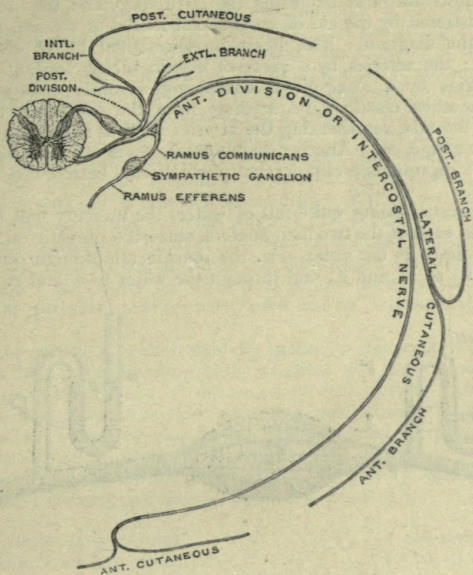 POST. CUTANEOUS
INTL.
BRANCH
EXTL. BRANCH
POST.
DIVISION
ANT. DIVISION OR INTERCOSTAL NERVE
POST. BRANCH
RAMUS COMMUNICANS
SYMPATHETIC GANGLION
RAMUS EFFERENS
LATERAL CUTANEOUS
ANT. BRANCH
ANT. CUTANEOUS